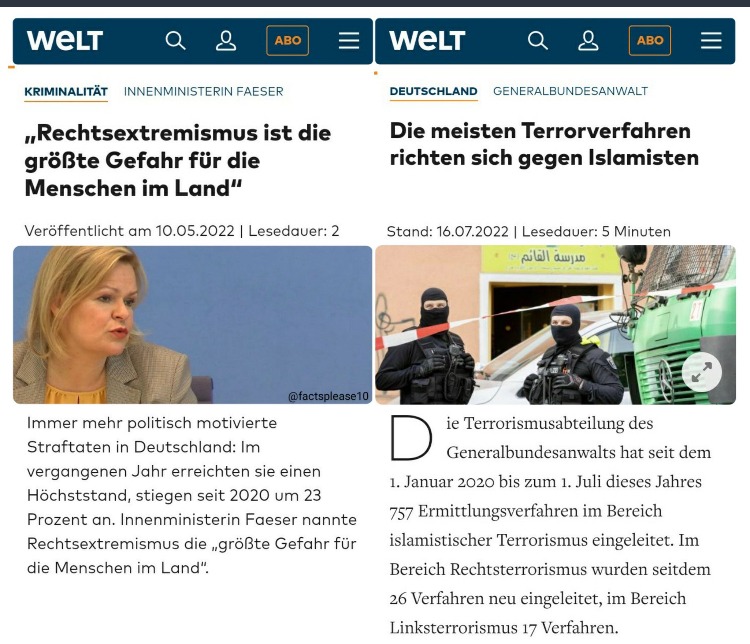 WELT
ABO
KRIMINALITÄT INNENMINISTERIN FAESER
„Rechtsextremismus ist die
größte Gefahr für die
Menschen im Land“
Veröffentlicht am 10.05.2022 | Lesedauer: 2
@factsplease10
Immer mehr politisch motivierte
Straftaten in Deutschland: Im
vergangenen Jahr erreichten sie einen
Höchststand, stiegen seit 2020 um 23
Prozent an. Innenministerin Faeser nannte
Rechtsextremismus die „größte Gefahr für
die Menschen im Land“.
WELT
ABO
DEUTSCHLAND GENERALBUNDESANWALT
Die meisten Terrorverfahren
richten sich gegen Islamisten
Stand: 16.07.2022 | Lesedauer: 5 Minuten
مدرسة القائم
Die Terrorismusabteilung des
Generalbundesanwalts hat seit dem
1. Januar 2020 bis zum 1. Juli dieses Jahres
757 Ermittlungsverfahren im Bereich
islamistischer Terrorismus eingeleitet. Im
Bereich Rechtsterrorismus wurden seitdem
26 Verfahren neu eingeleitet, im Bereich
Linksterrorismus 17 Verfahren.